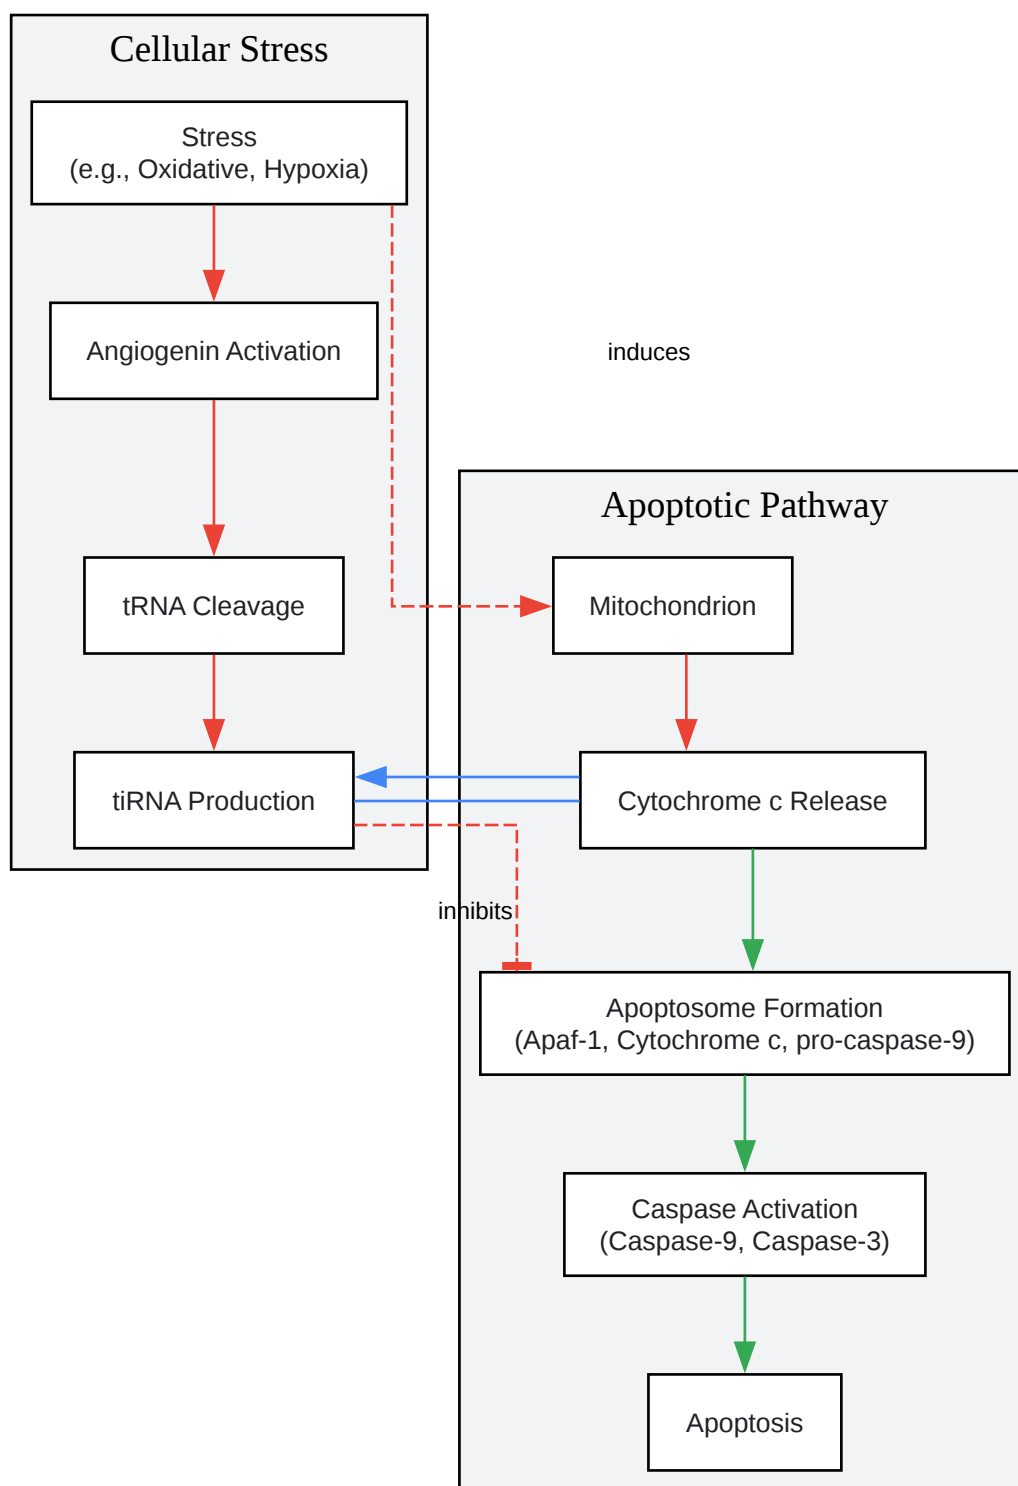 Cellular Stress
Stress
(e.g., Oxidative, Hypoxia)
Angiogenin Activation
induces
Apoptotic Pathway
tRNA Cleavage
Mitochondrion
tiRNA Production
Cytochrome c Release
inhibits
Apoptosome Formation
(Apaf-1, Cytochrome c, pro-caspase-9)
Caspase Activation
(Caspase-9, Caspase-3)
Apoptosis